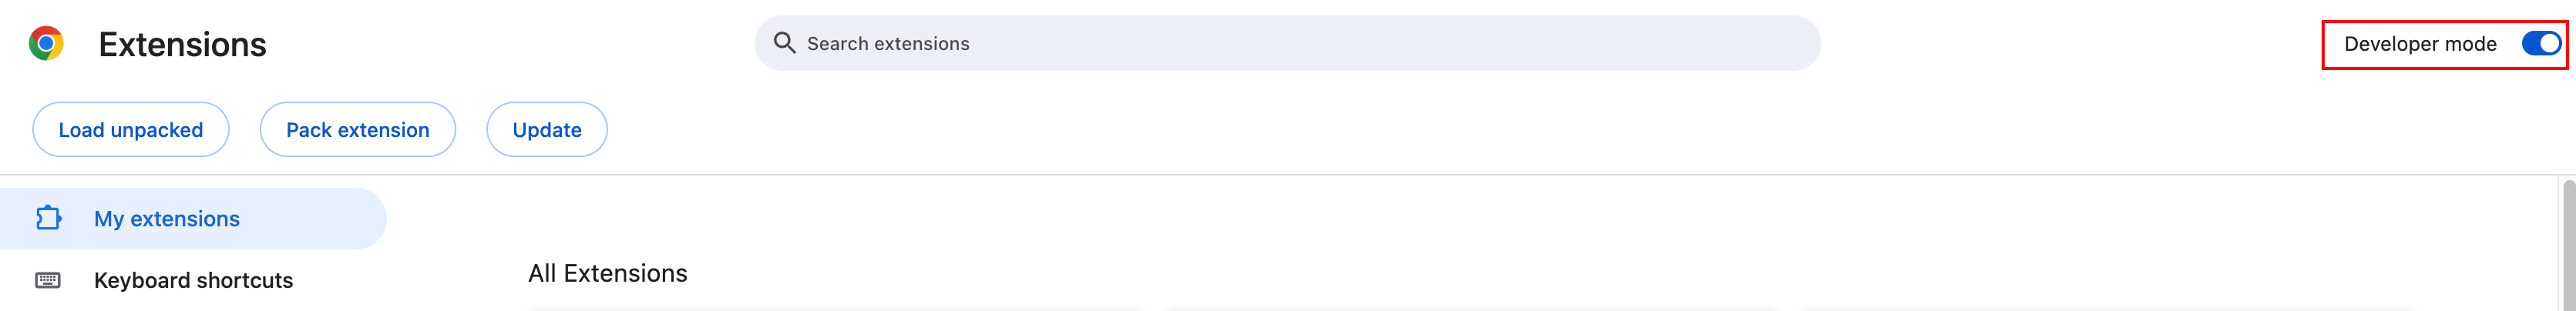 Extensions
Search extensions
Developer mode
Load unpacked
Pack extension
Update
My extensions
Keyboard shortcuts
All Extensions